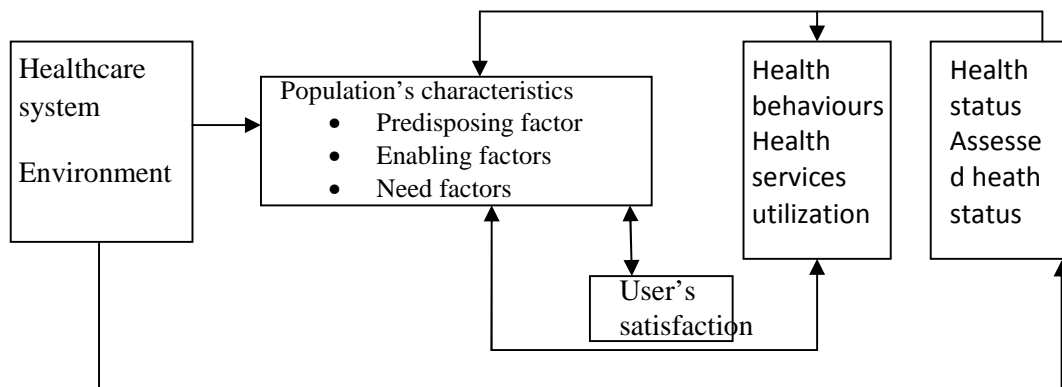 Healthcare
system
Environment
Population’s characteristics
• Predisposing factor
• Enabling factors
• Need factors
User’s
satisfaction
Health
behaviours
Health
services
utilization
Health
status
Assesse
d heath
status